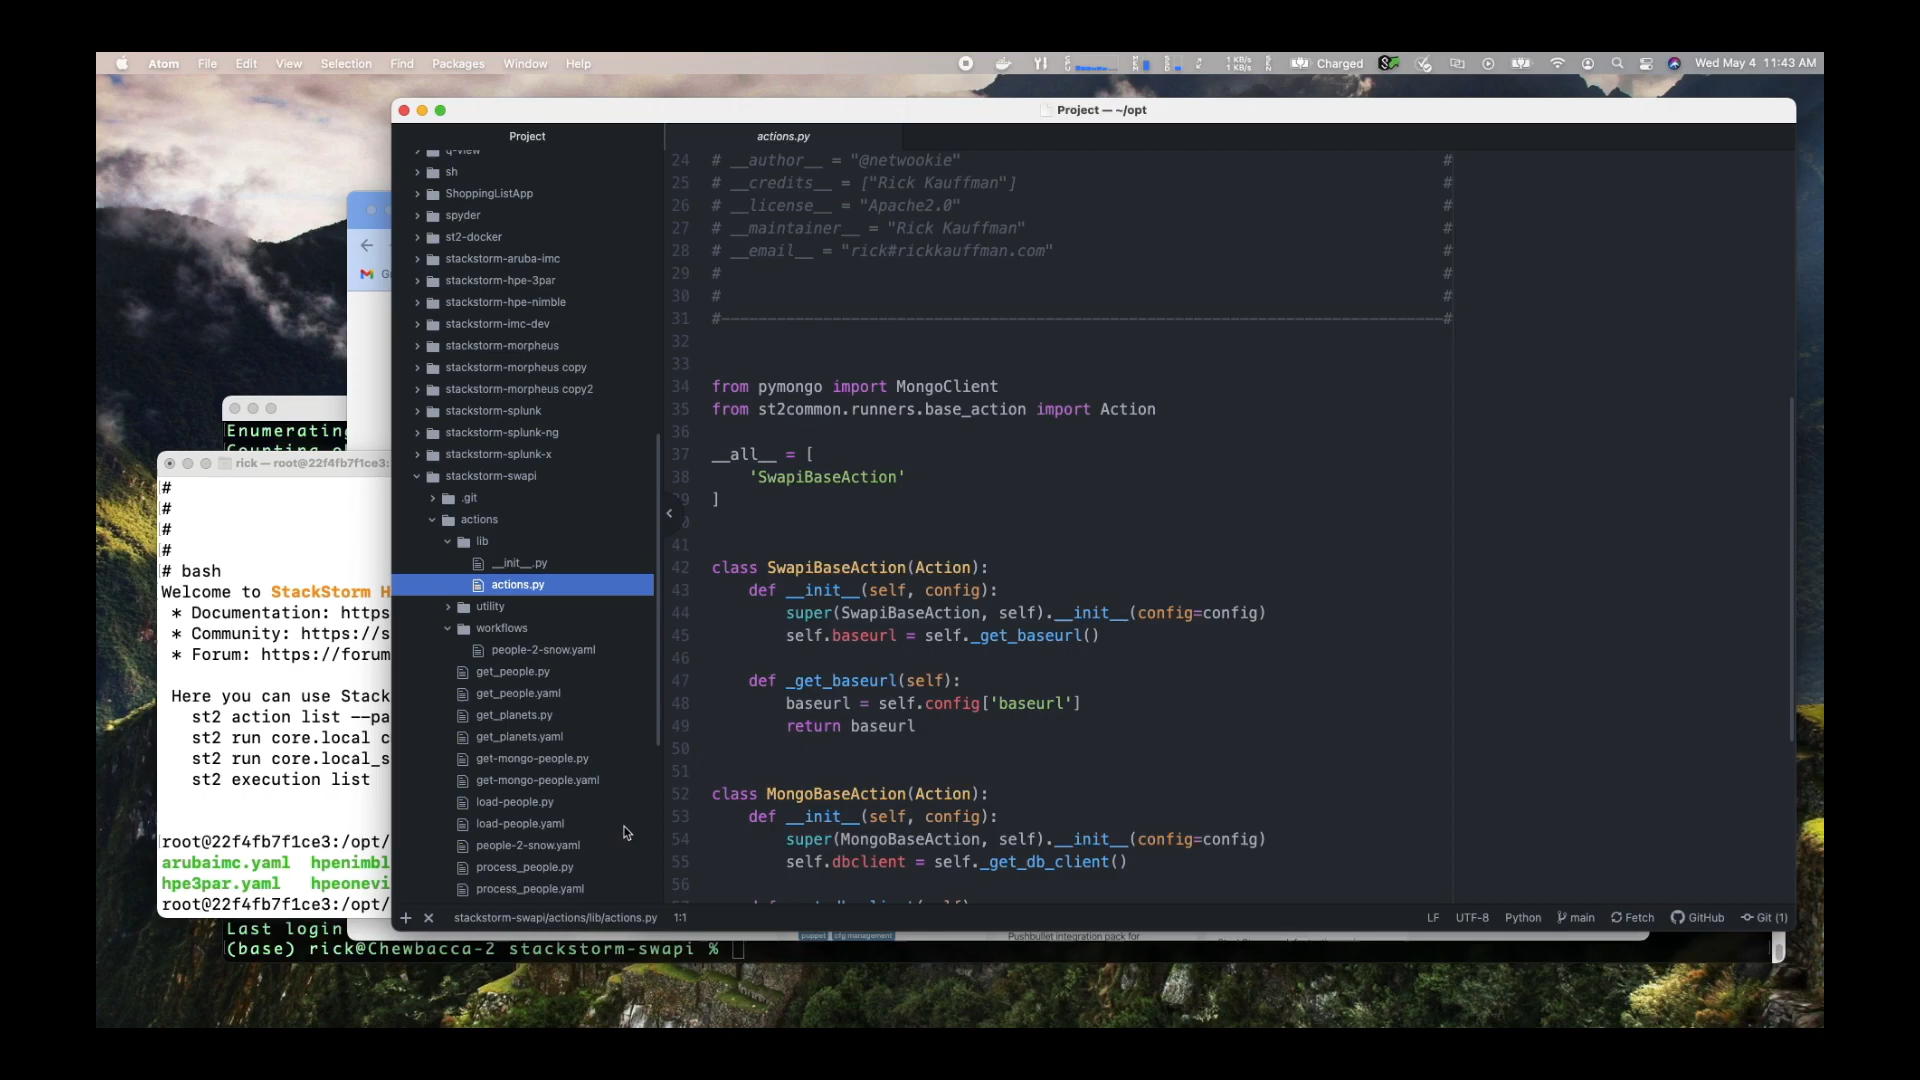 Atom File Edit View Selection Find Packages Window Help
1 KB/s
1 KB/s
Charged
Wed May 4 11:43 AM
Project — ~/opt
Project
actions.py
q-view
sh
ShoppingListApp
spyder
st2-docker
stackstorm-aruba-imc
stackstorm-hpe-3par
stackstorm-hpe-nimble
stackstorm-imc-dev
stackstorm-morpheus
stackstorm-morpheus copy
stackstorm-morpheus copy2
stackstorm-splunk
stackstorm-splunk-ng
stackstorm-splunk-x
stackstorm-swapi
.git
actions
lib
__init__.py
actions.py
utility
workflows
people-2-snow.yaml
get_people.py
get_people.yaml
get_planets.py
get_planets.yaml
get-mongo-people.py
get-mongo-people.yaml
load-people.py
load-people.yaml
people-2-snow.yaml
process_people.py
process_people.yaml
24 # __author__ = "@netwookie" #
25 # __credits__ = ["Rick Kauffman"] #
26 # __license__ = "Apache2.0" #
27 # __maintainer__ = "Rick Kauffman" #
28 # __email__ = "rick#rickkauffman.com" #
29 # #
30 # #
31 #————————————————————————————————————————#
32
33
34 from pymongo import MongoClient
35 from st2common.runners.base_action import Action
36
37 __all__ = [
38 'SwapiBaseAction'
39 ]
41
42 class SwapiBaseAction(Action):
43 def __init__(self, config):
44 super(SwapiBaseAction, self).__init__(config=config)
45 self.baseurl = self._get_baseurl()
46
47 def _get_baseurl(self):
48 baseurl = self.config['baseurl']
49 return baseurl
50
51
52 class MongoBaseAction(Action):
53 def __init__(self, config):
54 super(MongoBaseAction, self).__init__(config=config)
55 self.dbclient = self._get_db_client()
56
stackstorm-swapi/actions/lib/actions.py 1:1
LF UTF-8 Python main Fetch GitHub Git (1)
Enumerating
rick — root@22f4fb7f1ce3:
#
#
#
#
# bash
Welcome to StackStorm H
* Documentation: https
* Community: https://s
* Forum: https://forum
Here you can use Stack
st2 action list --pa
st2 run core.local c
st2 run core.local_s
st2 execution list
root@22f4fb7f1ce3:/opt/
arubaimc.yaml hpenimbl
hpe3par.yaml hpeonevi
root@22f4fb7f1ce3:/opt/
Last login
(base) rick@Chewbacca-2 stackstorm-swapi %
puppet cfg management
Pushbullet integration pack for